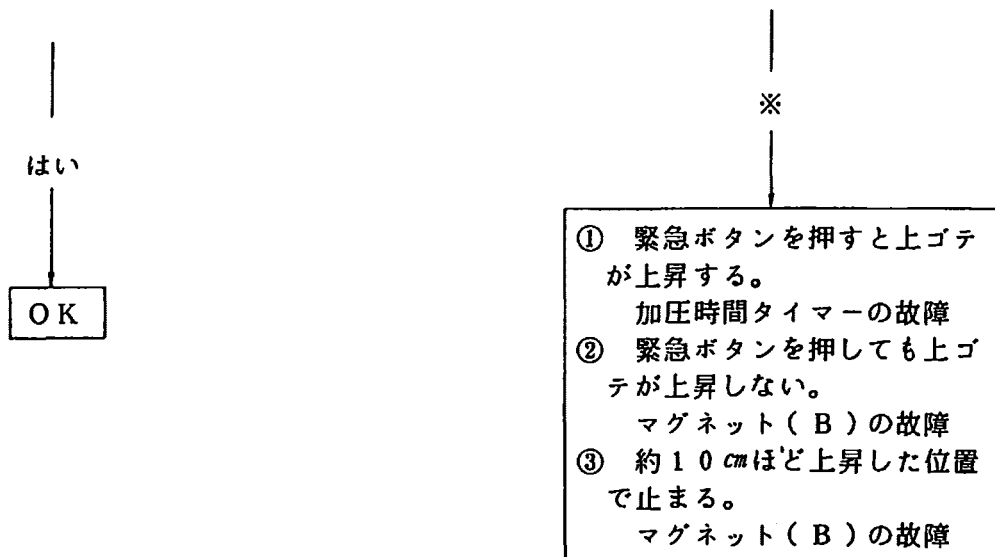 ※
はい
OK
① 緊急ボタンを押すと上ゴテ
が上昇する。
加圧時間タイマーの故障
② 緊急ボタンを押しても上ゴ
テが上昇しない。
マグネット(B)の故障
③ 約10cmほど上昇した位置
で止まる。
マグネット(B)の故障